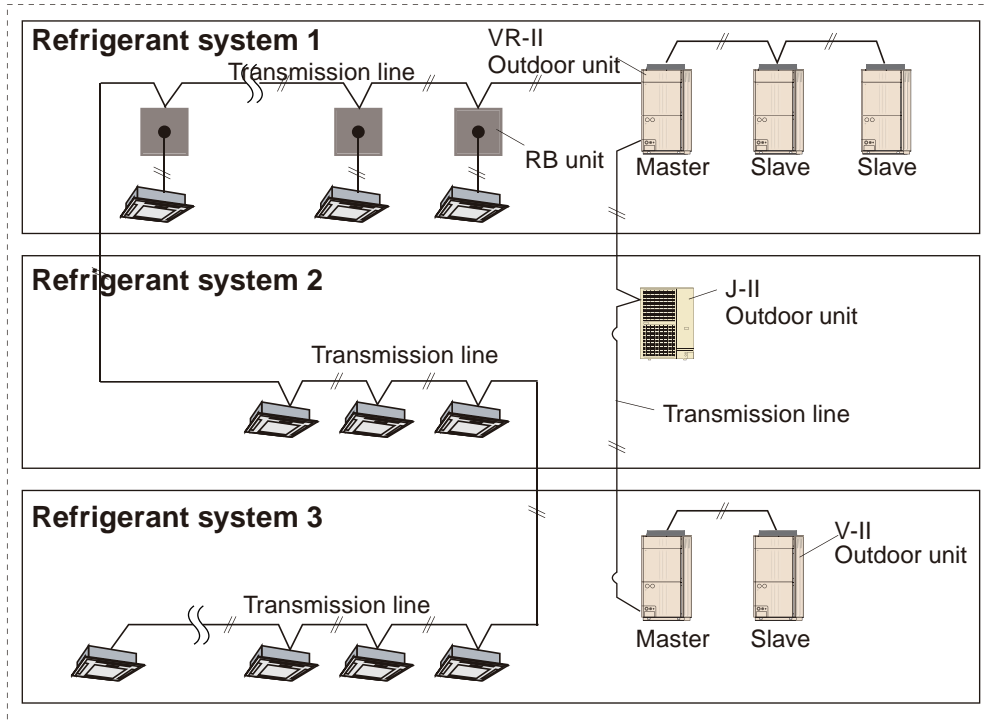 Refrigerant system 1
VR-II
Outdoor unit
Transmission line
RB unit
Master
Slave
Slave
Refrigerant system 2
J-II
Outdoor unit
Transmission line
Transmission line
Refrigerant system 3
V-II
Outdoor unit
Transmission line
Master
Slave